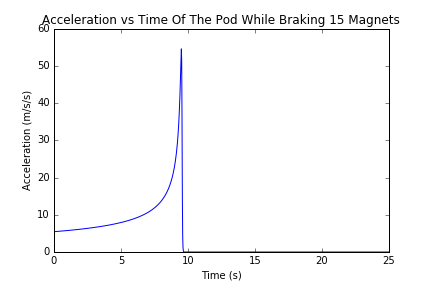 Acceleration vs Time Of The Pod While Braking 15 Magnets
60
50
40
30
20
10
0
Acceleration (m/s/s)
0 5 10 15 20 25
Time (s)